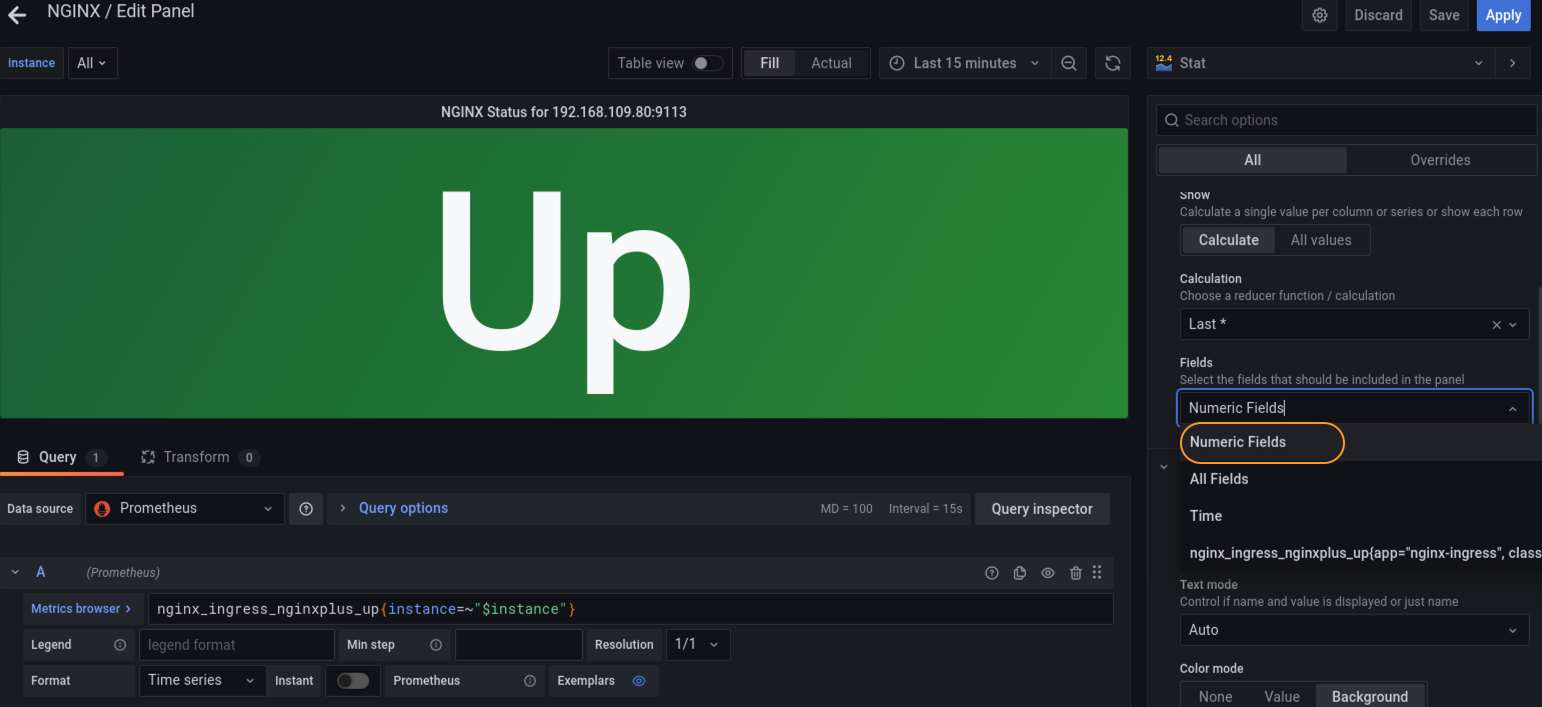 NGINX / Edit Panel
Discard
Save
Apply
instance
All
Table view
Fill
Actual
Last 15 minutes
12.4
Stat
NGINX Status for 192.168.109.80:9113
Up
Search options
All
Overrides
Show
Calculate a single value per column or series or show each row
Calculate
All values
Calculation
Choose a reducer function / calculation
Last *
Fields
Select the fields that should be included in the panel
Numeric Fields
Numeric Fields
All Fields
Time
nginx_ingress_nginxplus_up{app="nginx-ingress", class
Text mode
Control if name and value is displayed or just name
Auto
Color mode
None
Value
Background
Query 1
Transform 0
Data source
Prometheus
Query options
MD = 100
Interval = 15s
Query inspector
A
(Prometheus)
Metrics browser >
nginx_ingress_nginxplus_up{instance=~"$instance"}
Legend
legend format
Min step
Resolution
1/1
Format
Time series
Instant
Prometheus
Exemplars